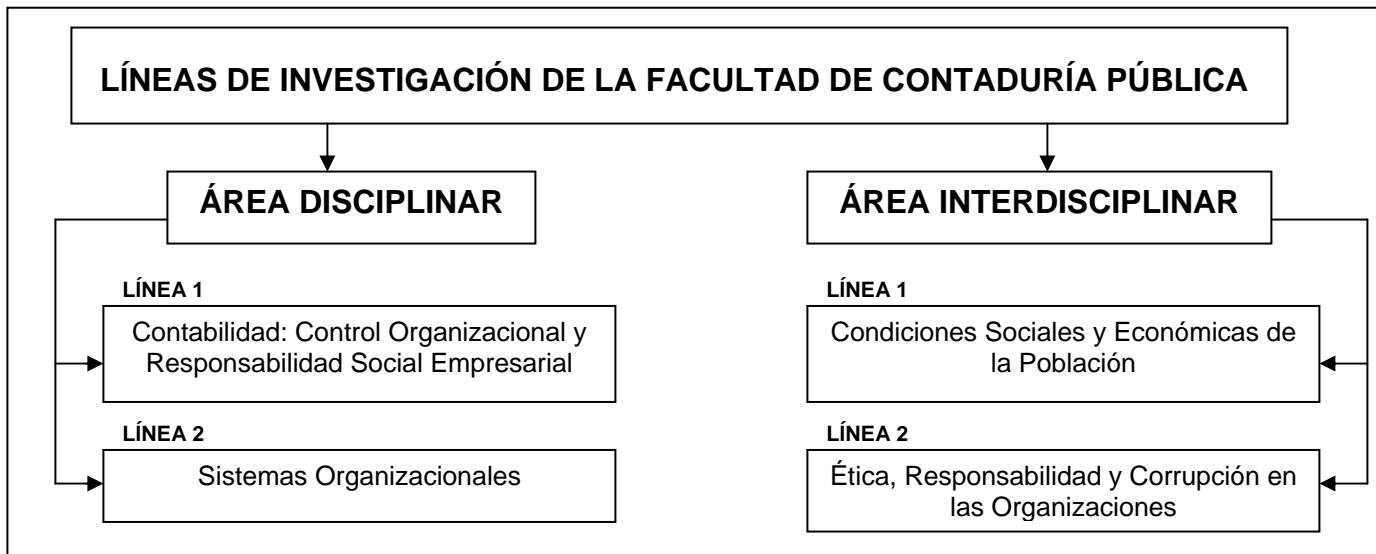 LÍNEAS DE INVESTIGACIÓN DE LA FACULTAD DE CONTADURÍA PÚBLICA
ÁREA DISCIPLINAR
LÍNEA 1
Contabilidad: Control Organizacional y
Responsabilidad Social Empresarial
LÍNEA 2
Sistemas Organizacionales
ÁREA INTERDISCIPLINAR
LÍNEA 1
Condiciones Sociales y Económicas de
la Población
LÍNEA 2
Ética, Responsabilidad y Corrupción en
las Organizaciones